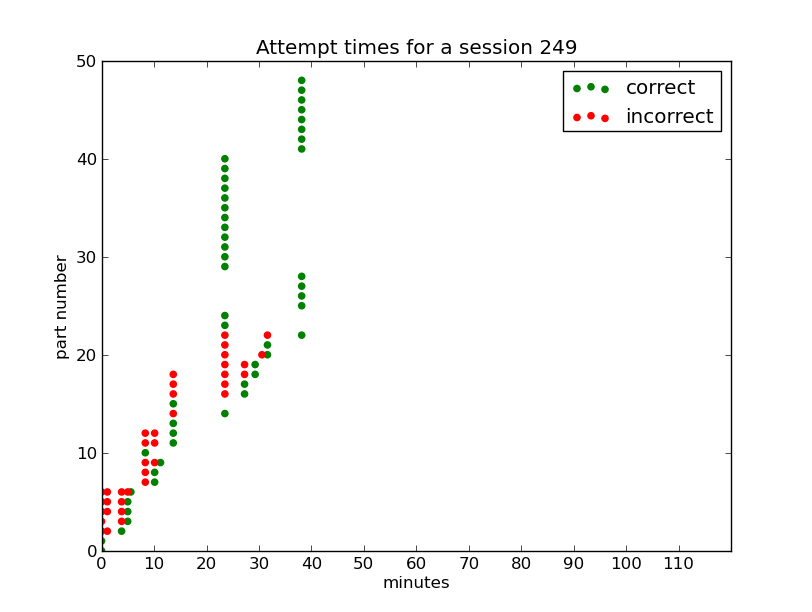 Attempt times for a session 249
50
40
30
20
10
0
part number
correct
incorrect
0 10 20 30 40 50 60 70 80 90 100 110
minutes